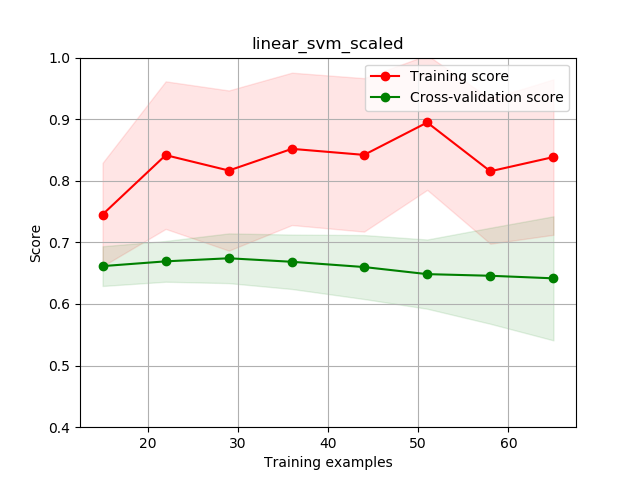 linear_svm_scaled
Training score
Cross-validation score
1.0
0.9
0.8
0.7
0.6
0.5
0.4
Score
20 30 40 50 60
Training examples